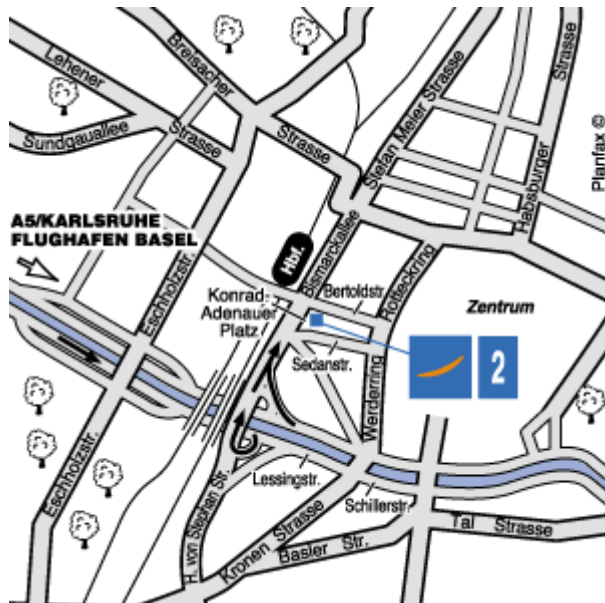 Breisacher
Strasse
Lehener
Strasse
Sundgauallee
Stefan Meier Strasse
Habsburger
Strasse
Planfax ©
A5/KARLSRUHE
FLUGHAFEN BASEL
Hbf.
Bismarckallee
Bertoldstr.
Rotteckring
Zentrum
Konrad-
Adenauer
Platz
Eschholzstr.
Sedanstr.
Werderring
2
Eschholzstr.
Lessingstr.
Schillerstr.
H. von Stephan Str.
Kronen Strasse
Basler Str.
Tal Strasse